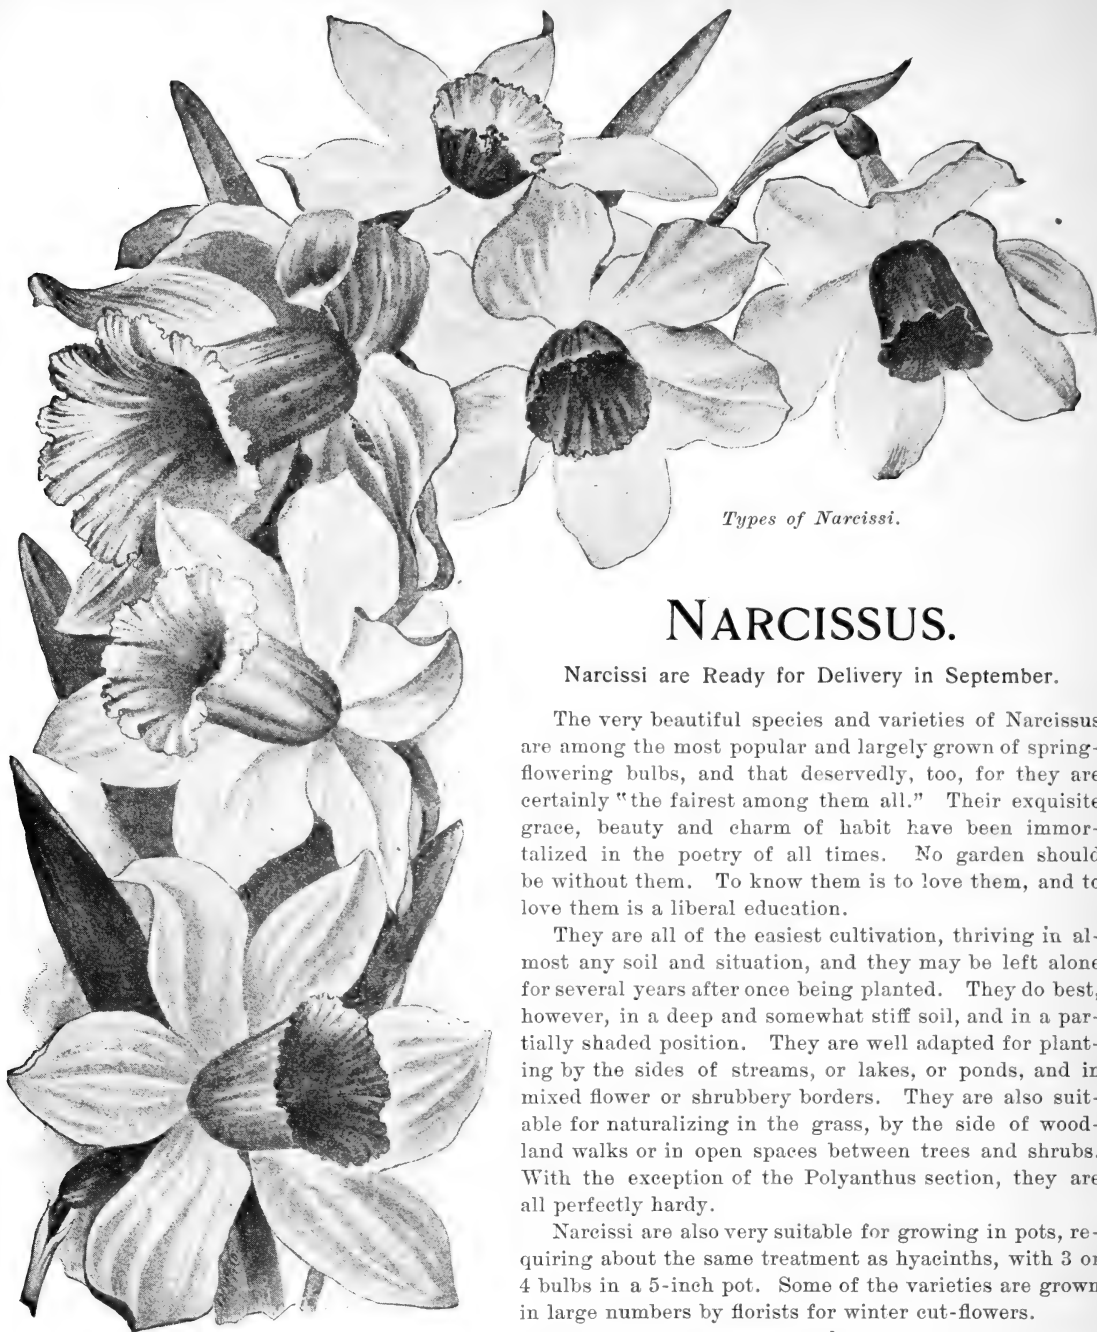 Types of Narcissi.
NARCISSUS.
Narcissi are Ready for Delivery in September.
The very beautiful species and varieties of Narcissus
are among the most popular and largely grown of spring-
flowering bulbs, and that deservedly, too, for they are
certainly "the fairest among them all." Their exquisite
grace, beauty and charm of habit have been immor-
talized in the poetry of all times. No garden should
be without them. To know them is to love them, and to
love them is a liberal education.
They are all of the easiest cultivation, thriving in al-
most any soil and situation, and they may be left alone
for several years after once being planted. They do best,
however, in a deep and somewhat stiff soil, and in a par-
tially shaded position. They are well adapted for plant-
ing by the sides of streams, or lakes, or ponds, and in
mixed flower or shrubbery borders. They are also suit-
able for naturalizing in the grass, by the side of wood-
land walks or in open spaces between trees and shrubs.
With the exception of the Polyanthus section, they are
all perfectly hardy.
Narcissi are also very suitable for growing in pots, re-
quiring about the same treatment as hyacinths, with 3 or
4 bulbs in a 5-inch pot. Some of the varieties are grown
in large numbers by florists for winter cut-flowers.